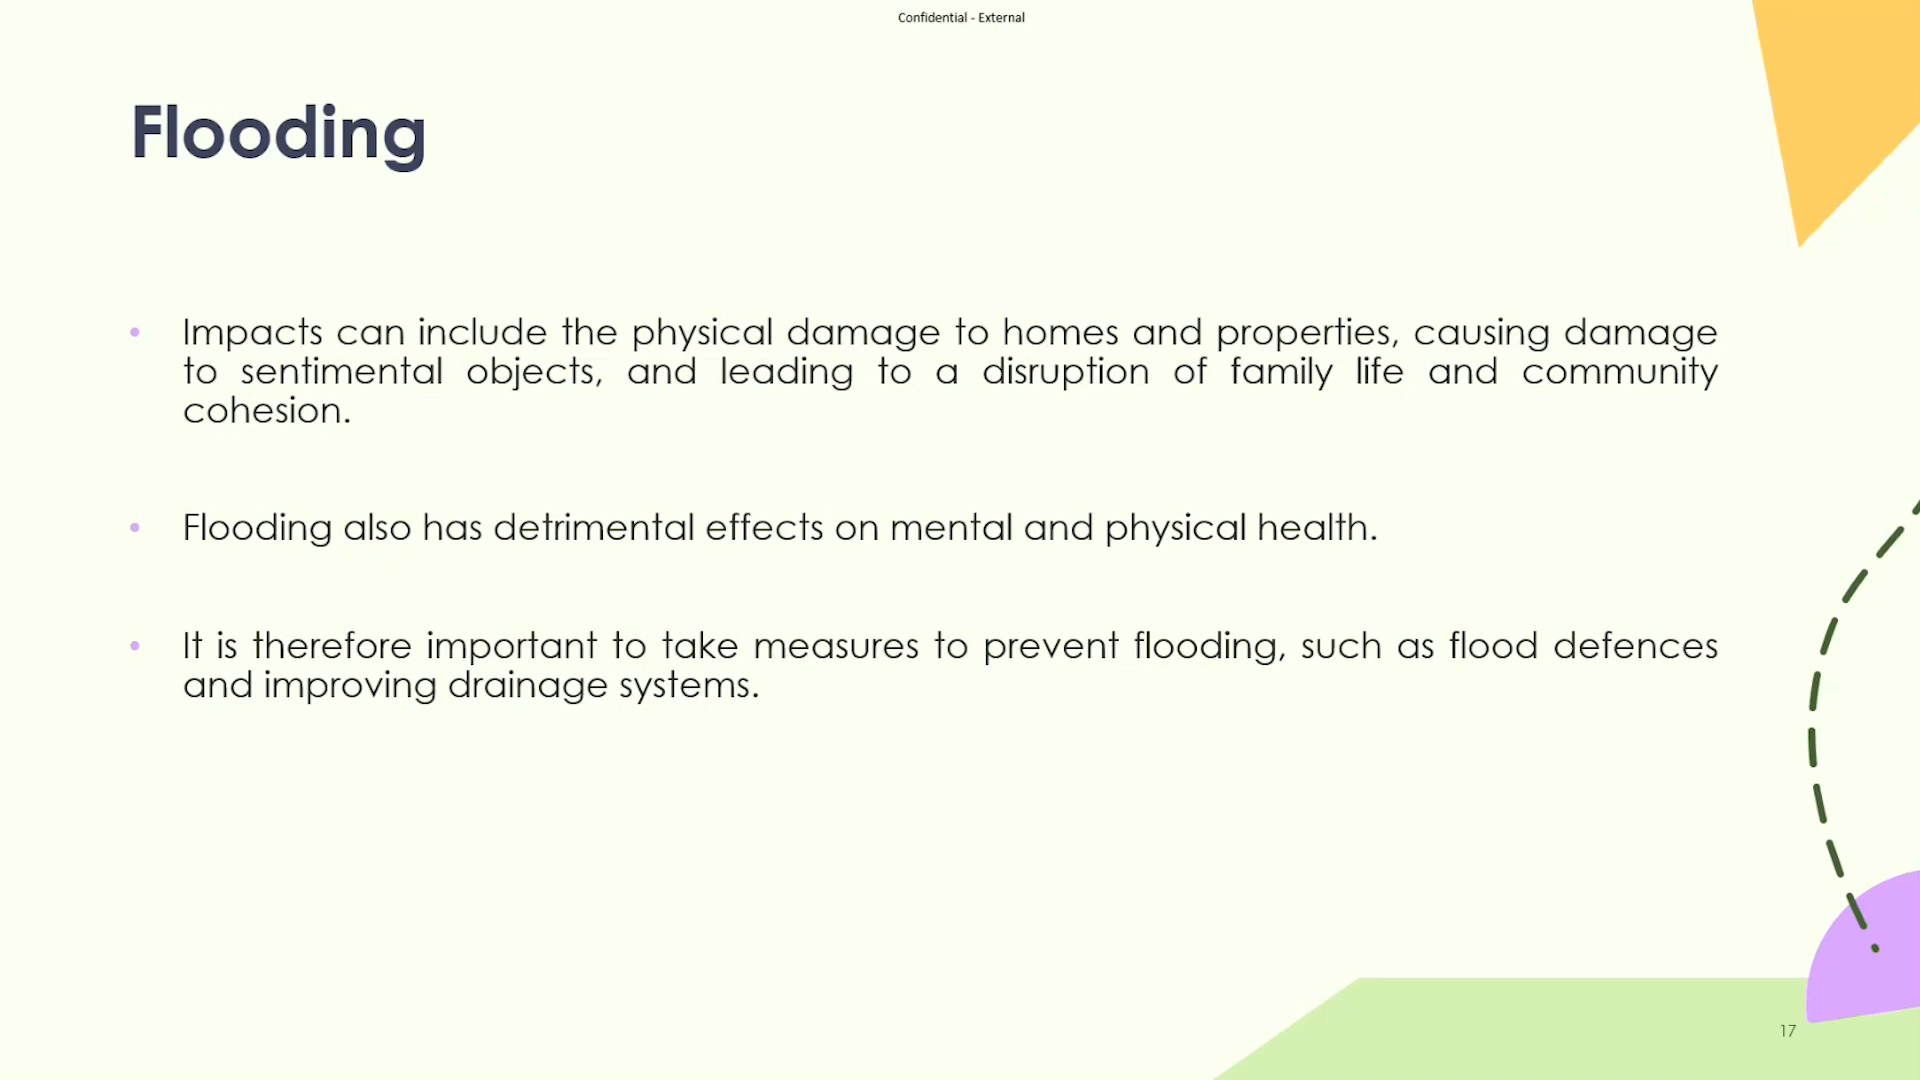 Confidential - External
Flooding
• Impacts can include the physical damage to homes and properties, causing damage
to sentimental objects, and leading to a disruption of family life and community
cohesion.
• Flooding also has detrimental effects on mental and physical health.
• It is therefore important to take measures to prevent flooding, such as flood defences
and improving drainage systems.
17